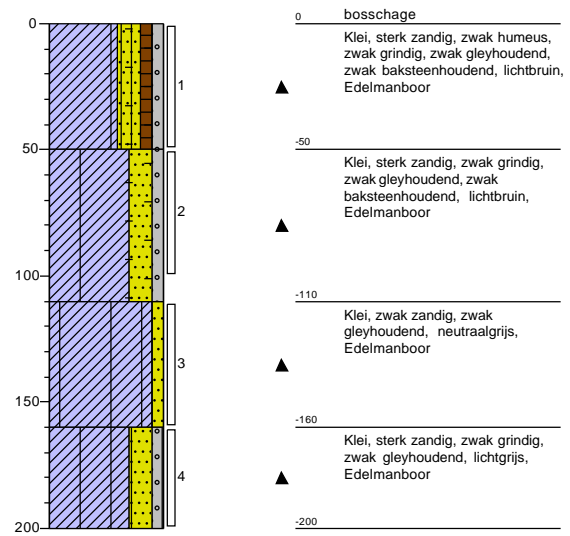 0
50
100
150
200
1
2
3
4
0 bosschage
Klei, sterk zandig, zwak humeus,
zwak grindig, zwak gleyhoudend,
zwak baksteenhoudend, lichtbruin,
Edelmanboor
-50
Klei, sterk zandig, zwak grindig,
zwak gleyhoudend, zwak
baksteenhoudend, lichtbruin,
Edelmanboor
-110
Klei, zwak zandig, zwak
gleyhoudend, neutraalgrijs,
Edelmanboor
-160
Klei, sterk zandig, zwak grindig,
zwak gleyhoudend, lichtgrijs,
Edelmanboor
-200